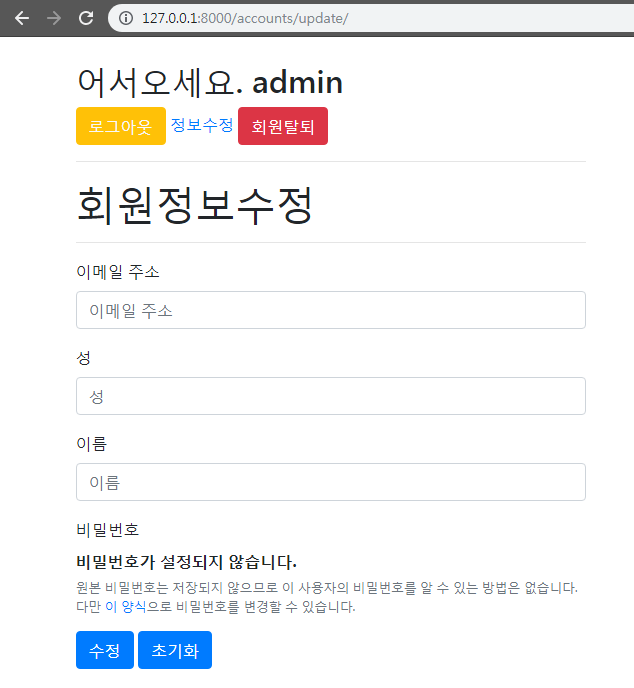 127.0.0.1:8000/accounts/update/
어서오세요. admin
로그아웃 정보수정 회원탈퇴
회원정보수정
이메일 주소
이메일 주소
성
성
이름
이름
비밀번호
비밀번호가 설정되지 않습니다.
원본 비밀번호는 저장되지 않으므로 이 사용자의 비밀번호를 알 수 있는 방법은 없습니다.
다만 이 양식으로 비밀번호를 변경할 수 있습니다.
수정 초기화